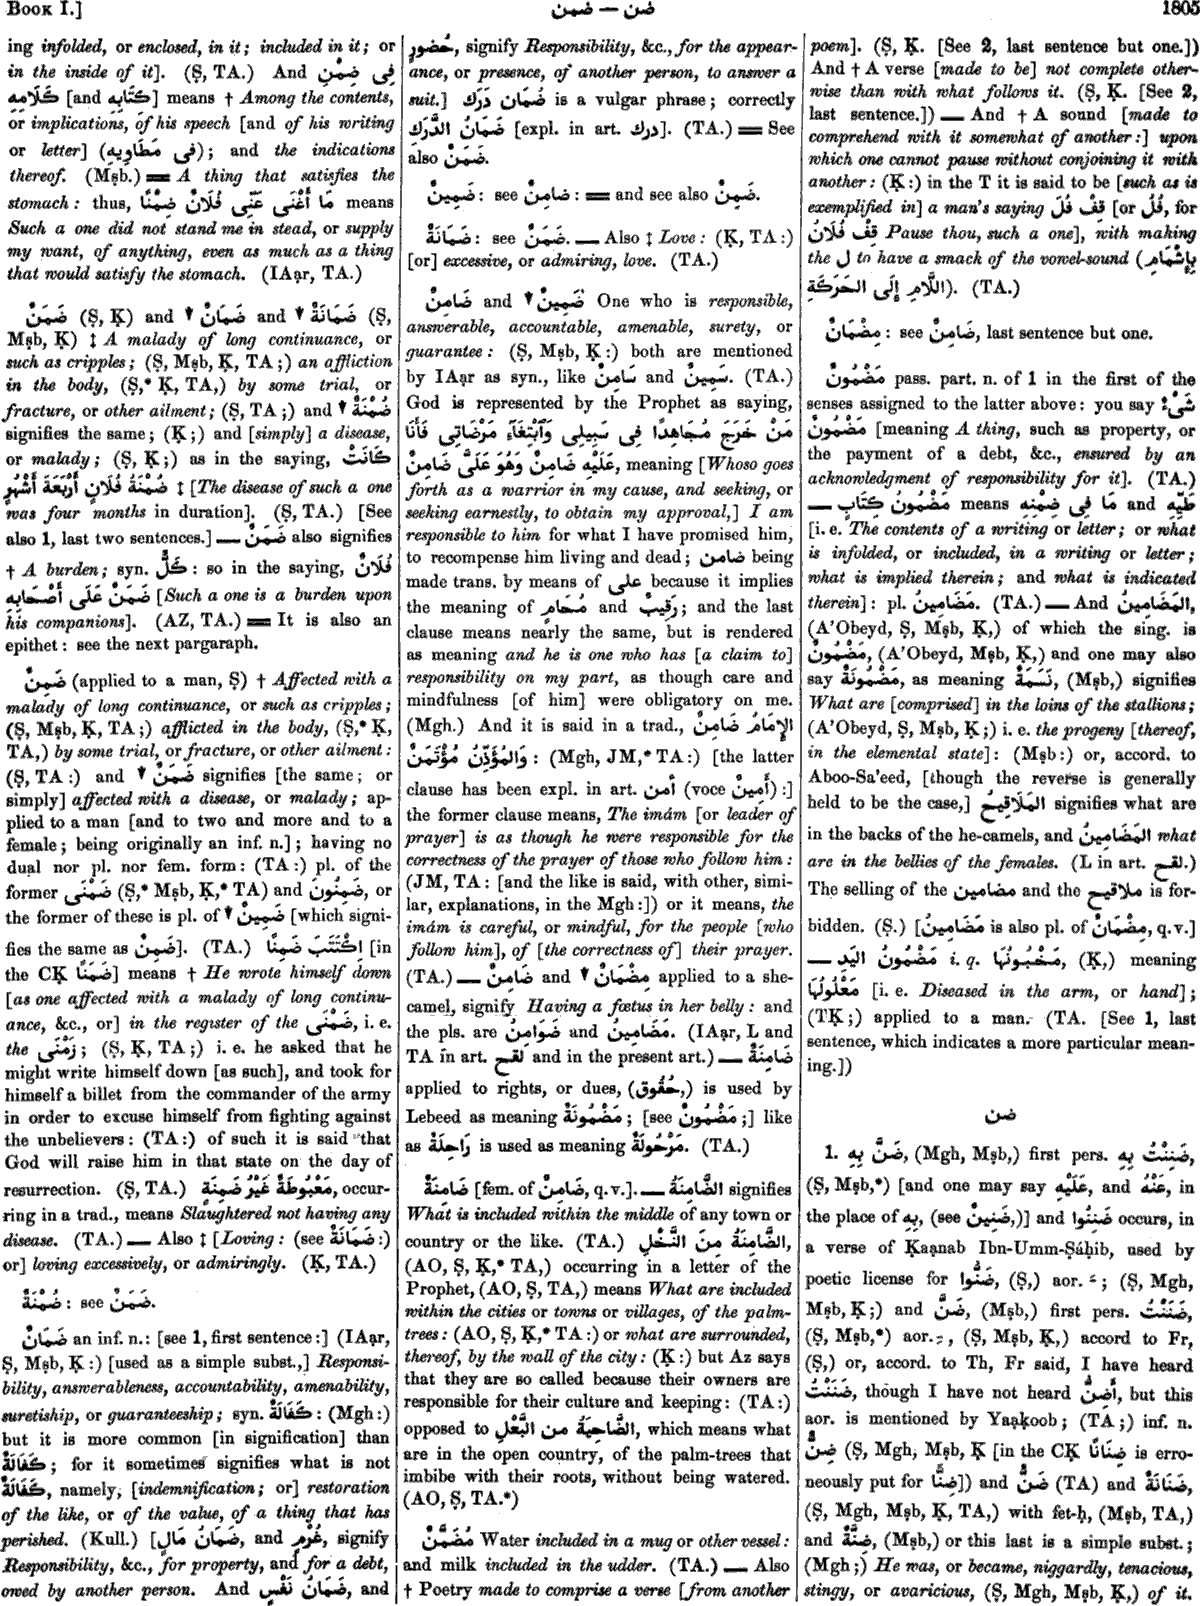 BOOK I.]
ضن — ضمن
1805
ing infolded, or enclosed, in it; included in it; or
in the inside of it]. (Ṣ, TA.) And فِى ضِمْنِ
كَلَامِهِ [and كِتَابِهِ] means † Among the contents,
or implications, of his speech [and of his writing
or letter] (فِى مَطَاوِيهِ); and the indications
thereof. (Mṣb.) ▬ A thing that satisfies the
stomach: thus, مَا أَغْنَى عَنِّى فُلَانٌ ضِمْنًا means
Such a one did not stand me in stead, or supply
my want, of anything, even as much as a thing
that would satisfy the stomach. (IAạr, TA.)
ضَمَنٌ (Ṣ, Ḳ) and ▾ ضَمَانٌ and ▾ ضَمَانَةٌ (Ṣ,
Mṣb, Ḳ) ‡ A malady of long continuance, or
such as cripples; (Ṣ, Mṣb, Ḳ, TA;) an affliction
in the body, (Ṣ,* Ḳ, TA,) by some trial, or
fracture, or other ailment; (Ṣ, TA;) and ▾ ضُمْنَةٌ
signifies the same; (Ḳ;) and [simply] a disease,
or malady; (Ṣ, Ḳ;) as in the saying, كَانَتْ
ضُمْنَةُ فُلَانٍ أَرْبَعَةَ أَشْهُرٍ ‡ [The disease of such a one
was four months in duration]. (Ṣ, TA.) [See
also 1, last two sentences.] — ضَمَنٌ also signifies
† A burden; syn. كَلٌّ: so in the saying, فُلَانٌ
ضَمَنٌ عَلَى أَصْحَابِهِ [Such a one is a burden upon
his companions]. (AZ, TA.) ▬ It is also an
epithet: see the next pargaraph.
ضَمِنٌ (applied to a man, Ṣ) † Affected with a
malady of long continuance, or such as cripples;
(Ṣ, Mṣb, Ḳ, TA;) afflicted in the body, (Ṣ,* Ḳ,
TA,) by some trial, or fracture, or other ailment:
(Ṣ, TA:) and ▾ ضَمَنٌ signifies [the same; or
simply] affected with a disease, or malady; ap-
plied to a man [and to two and more and to a
female; being originally an inf. n.]; having no
dual nor pl. nor fem. form: (TA:) pl. of the
former ضَمْنَى (Ṣ,* Mṣb, Ḳ,* TA) and ضَمِنُونَ, or
the former of these is pl. of ▾ ضَمِينٌ [which signi-
fies the same as ضَمِنٌ]. (TA.) اِكْتَتَبَ ضَمِنًا [in
the CḲ ضَمَنًا] means † He wrote himself down
[as one affected with a malady of long continu-
ance, &c., or] in the register of the ضَمْنَى, i. e.
the زَمْنَى; (Ṣ, Ḳ, TA;) i. e. he asked that he
might write himself down [as such], and took for
himself a billet from the commander of the army
in order to excuse himself from fighting against
the unbelievers: (TA:) of such it is said that
God will raise him in that state on the day of
resurrection. (Ṣ, TA.) مَغْبُوطَةٌ غَيْرُ ضَمِنَةٍ, occur-
ring in a trad., means Slaughtered not having any
disease. (TA.) — Also ‡ [Loving: (see ضَمَانَةٌ:)
or] loving excessively, or admiringly. (Ḳ, TA.)
ضُمْنَةٌ: see ضَمَنٌ.
ضَمَانٌ an inf. n.: [see 1, first sentence:] (IAạr,
Ṣ, Mṣb, Ḳ:) [used as a simple subst.,] Responsi-
bility, answerableness, accountability, amenability,
suretiship, or guaranteeship; syn. كَفَالَةٌ: (Mgh:)
but it is more common [in signification] than
كَفَالَةٌ; for it sometimes signifies what is not
كَفَالَةٌ, namely, [indemnification; or] restoration
of the like, or of the value, of a thing that has
perished. (Kull.) [ضَمَانُ مَالٍ, and غُرْمٍ, signify
Responsibility, &c., for property, and for a debt,
owed by another person. And ضَمَانُ نَفْسٍ, and
حُضُورٍ, signify Responsibility, &c., for the appear-
ance, or presence, of another person, to answer a
suit.] ضُمَان دَرَك is a vulgar phrase; correctly
ضَمَانُ الدَّرَكِ [expl. in art. درك]. (TA.) ▬ See
also ضَمَنٌ.
ضَمِينٌ: see ضَامِنٌ: ▬ and see also ضَمِنٌ.
ضَمَانَةٌ: see ضَمَنٌ. — Also ‡ Love: (Ḳ, TA:)
[or] excessive, or admiring, love. (TA.)
ضَامِنٌ and ▾ ضَمِينٌ One who is responsible,
answerable, accountable, amenable, surety, or
guarantee: (Ṣ, Mṣb, Ḳ:) both are mentioned
by IAạr as syn., like سَامِنٌ and سَمِينٌ. (TA.)
God is represented by the Prophet as saying,
مَنْ خَرَجَ مُجَاهِدًا فِى سَبِيلِى وَٱبْتِغَآءَ مَرْضَاتِى فَأَنَا
عَلَيْهِ ضَامِنٌ وَهُوَ عَلَىَّ ضَامِنٌ, meaning [Whoso goes
forth as a warrior in my cause, and seeking, or
seeking earnestly, to obtain my approval,] I am
responsible to him for what I have promised him,
to recompense him living and dead; ضامن being
made trans. by means of على because it implies
the meaning of مُحَامٍ and رَقِيبٌ; and the last
clause means nearly the same, but is rendered
as meaning and he is one who has [a claim to]
responsibility on my part, as though care and
mindfulness [of him] were obligatory on me.
(Mgh.) And it is said in a trad., الإِمَامُ ضَامِنٌ
وَالمُؤَذِّنُ مُؤْتَمَنٌ: (Mgh, JM,* TA:) [the latter
clause has been expl. in art. أمن (voce أَمِينٌ):]
the former clause means, The imám [or leader of
prayer] is as though he were responsible for the
correctness of the prayer of those who follow him:
(JM, TA: [and the like is said, with other, simi-
lar, explanations, in the Mgh:]) or it means, the
imám is careful, or mindful, for the people [who
follow him], of [the correctness of] their prayer.
(TA.) — ضَامِنٌ and ▾ مِضْمَانٌ applied to a she-
camel, signify Having a fœtus in her belly: and
the pls. are ضَوَامِنُ and مَضَامِينُ. (IAạr, L and
TA in art. لقح and in the present art.) — ضَامِنَةٌ
applied to rights, or dues, (حُقُوق,) is used by
Lebeed as meaning مَضْمُونَةٌ; [see مَضْمُونٌ;] like
as رَاحِلَةٌ is used as meaning مَرْحُولَةٌ. (TA.)
ضَامِنَةٌ [fem. of ضَامِنٌ, q. v.]. — الضَّامِنَةُ signifies
What is included within the middle of any town or
country or the like. (TA.) الضَّامِنَةُ مِنَ النَّخْلِ,
(AO, Ṣ, Ḳ,* TA,) occurring in a letter of the
Prophet, (AO, Ṣ, TA,) means What are included
within the cities or towns or villages, of the palm-
trees: (AO, Ṣ, Ḳ,* TA:) or what are surrounded,
thereof, by the wall of the city: (Ḳ:) but Az says
that they are so called because their owners are
responsible for their culture and keeping: (TA:)
opposed to الضَّاحِيَةُ من البَعْلِ, which means what
are in the open country, of the palm-trees that
imbibe with their roots, without being watered.
(AO, Ṣ, TA.*)
مُضَمَّنٌ Water included in a mug or other vessel:
and milk included in the udder. (TA.) — Also
† Poetry made to comprise a verse [from another
poem]. (Ṣ, Ḳ. [See 2, last sentence but one.])
And † A verse [made to be] not complete other-
wise than with what follows it. (Ṣ, Ḳ. [See 2,
last sentence.]) — And † A sound [made to
comprehend with it somewhat of another:] upon
which one cannot pause without conjoining it with
another: (Ḳ:) in the T it is said to be [such as is
exemplified in] a man's saying قِفْ فُلَ [or فُلُ, for
قِفْ فُلَانُ Pause thou, such a one], with making
the ل to have a smack of the vowel-sound (بِإِشْمَامِ
اللَّامِ إِلَى الحَرَكَةِ). (TA.)
مِضْمَانٌ: see ضَامِنٌ, last sentence but one.
مَضْمُونٌ pass. part. n. of 1 in the first of the
senses assigned to the latter above: you say شَىْءٌ
مَضْمُونٌ [meaning A thing, such as property, or
the payment of a debt, &c., ensured by an
acknowledgment of responsibility for it]. (TA.)
— مَضْمُونُ كِتَابٍ means مَا فِى ضِمْنِهِ and طَيِّهِ
[i. e. The contents of a writing or letter; or what
is infolded, or included, in a writing or letter;
what is implied therein; and what is indicated
therein]: pl. مَضَامِينُ. (TA.) — And المَضَامِينُ,
(A'Obeyd, Ṣ, Mṣb, Ḳ,) of which the sing. is
مَضْمُونٌ, (A'Obeyd, Mṣb, Ḳ,) and one may also
say مَضْمُونَةٌ, as meaning نَسَمَةٌ, (Mṣb,) signifies
What are [comprised] in the loins of the stallions;
(A'Obeyd, Ṣ, Mṣb, Ḳ;) i. e. the progeny [thereof,
in the elemental state]: (Mṣb:) or, accord. to
Aboo-Sa'eed, [though the reverse is generally
held to be the case,] المَلَاقِيحُ signifies what are
in the backs of the he-camels, and المَضَامِينُ what
are in the bellies of the females. (L in art. لقح.)
The selling of the مضامين and the ملاقيح is for-
bidden. (Ṣ.) [مَضَامِينُ is also pl. of مِضْمَانٌ, q. v.]
— مَضْمُونُ اليَدِ i. q. مَخْبُونُهَا, (Ḳ,) meaning
مَعْلُولُهَا [i. e. Diseased in the arm, or hand];
(TḲ;) applied to a man. (TA. [See 1, last
sentence, which indicates a more particular mean-
ing.])
ضن
1. ضَنَّ بِهِ, (Mgh, Mṣb,) first pers. ضَنِنْتُ بِهِ,
(Ṣ, Mṣb,*) [and one may say عَلَيْهِ, and عَنْهُ, in
the place of بِهِ, (see ضَنِينٌ,)] and ضَنِنُوا occurs, in
a verse of Ḳaạnab Ibn-Umm-Ṣáḥib, used by
poetic license for ضَنُّوا, (Ṣ,) aor. ـَ; (Ṣ, Mgh,
Mṣb, Ḳ;) and ضَنَّ, (Mṣb,) first pers. ضَنَنْتُ,
(Ṣ, Mṣb,*) aor. ـِ, (Ṣ, Mṣb, Ḳ,) accord to Fr,
(Ṣ,) or, accord. to Th, Fr said, I have heard
ضَنَنْتُ, though I have not heard أَضِنُّ, but this
aor. is mentioned by Yaạḳoob; (TA;) inf. n.
ضِنٌّ (Ṣ, Mgh, Mṣb, Ḳ [in the CḲ ضِنَانًا is erro-
neously put for ضِنًّا]) and ضَنٌّ (TA) and ضَنَانَةٌ,
(Ṣ, Mgh, Mṣb, Ḳ, TA,) with fet-ḥ, (Mṣb, TA,)
and ضِنَّةٌ, (Mṣb,) or this last is a simple subst.;
(Mgh;) He was, or became, niggardly, tenacious,
stingy, or avaricious, (Ṣ, Mgh, Mṣb, Ḳ,) of it.